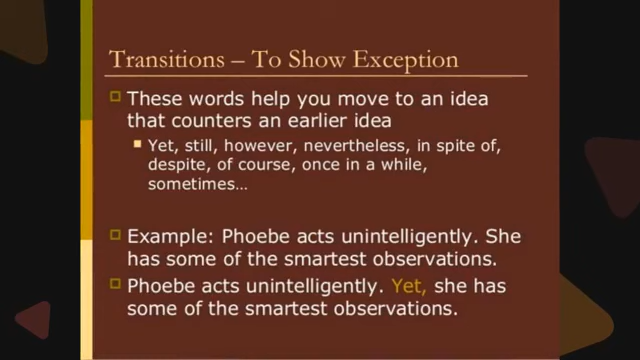 Transitions – To Show Exception
These words help you move to an idea
that counters an earlier idea
Yet, still, however, nevertheless, in spite of,
despite, of course, once in a while,
sometimes…
Example: Phoebe acts unintelligently. She
has some of the smartest observations.
Phoebe acts unintelligently. Yet, she has
some of the smartest observations.